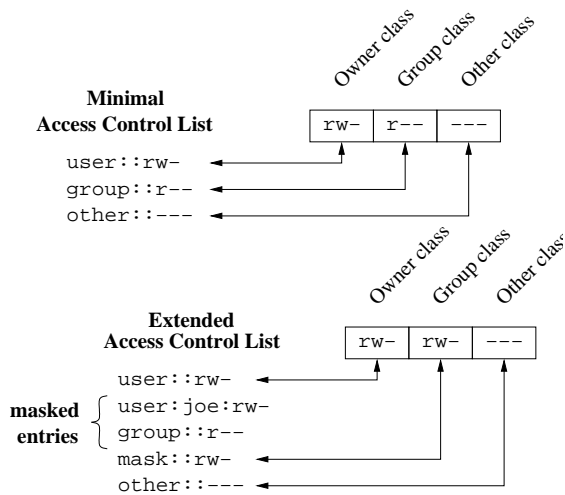 Owner class
Group class
Other class
Minimal
Access Control List
rw- r-- ---
user::rw-
group::r--
other::---
Owner class
Group class
Other class
Extended
Access Control List
rw- rw- ---
user::rw-
masked
entries
user:joe:rw-
group::r--
mask::rw-
other::---